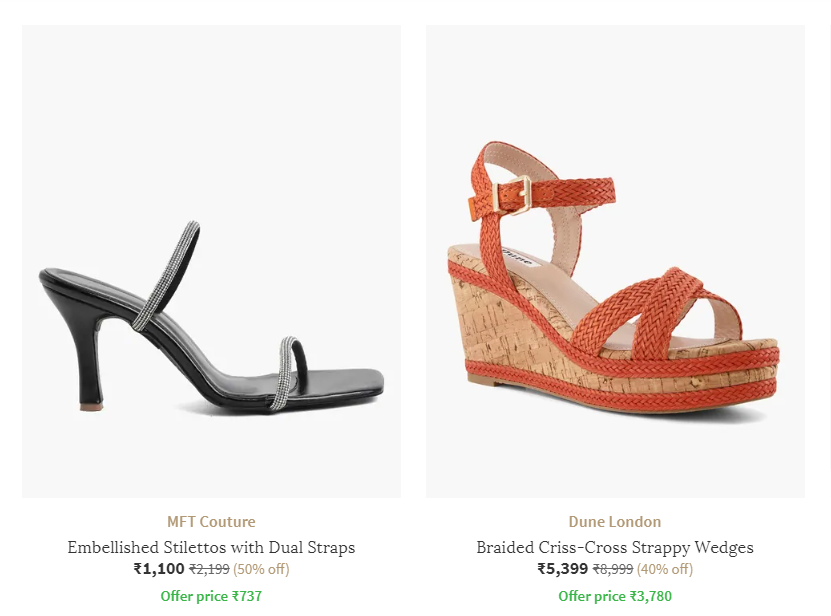 MFT Couture
Embellished Stilettos with Dual Straps
₹1,100 ₹2,199 (50% off)
Offer price ₹737
Dune
Dune London
Braided Criss-Cross Strappy Wedges
₹5,399 ₹8,999 (40% off)
Offer price ₹3,780